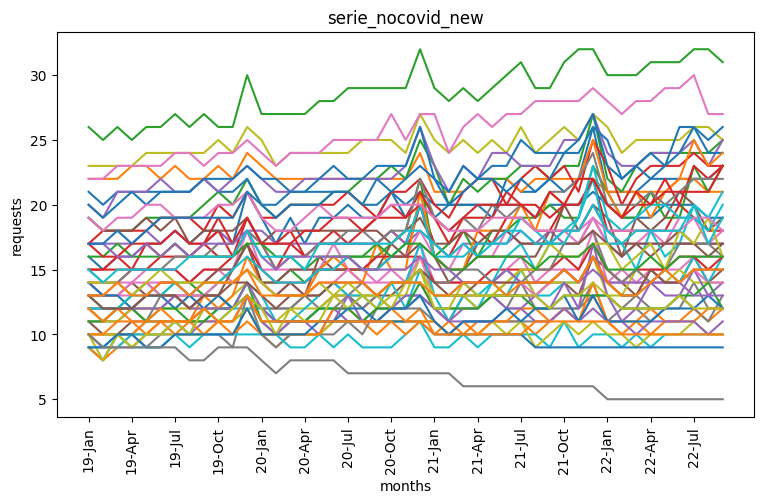 serie_nocovid_new
requests
30
25
20
15
10
5
19-Jan
19-Apr
19-Jul
19-Oct
20-Jan
20-Apr
20-Jul
20-Oct
21-Jan
21-Apr
21-Jul
21-Oct
22-Jan
22-Apr
22-Jul
months